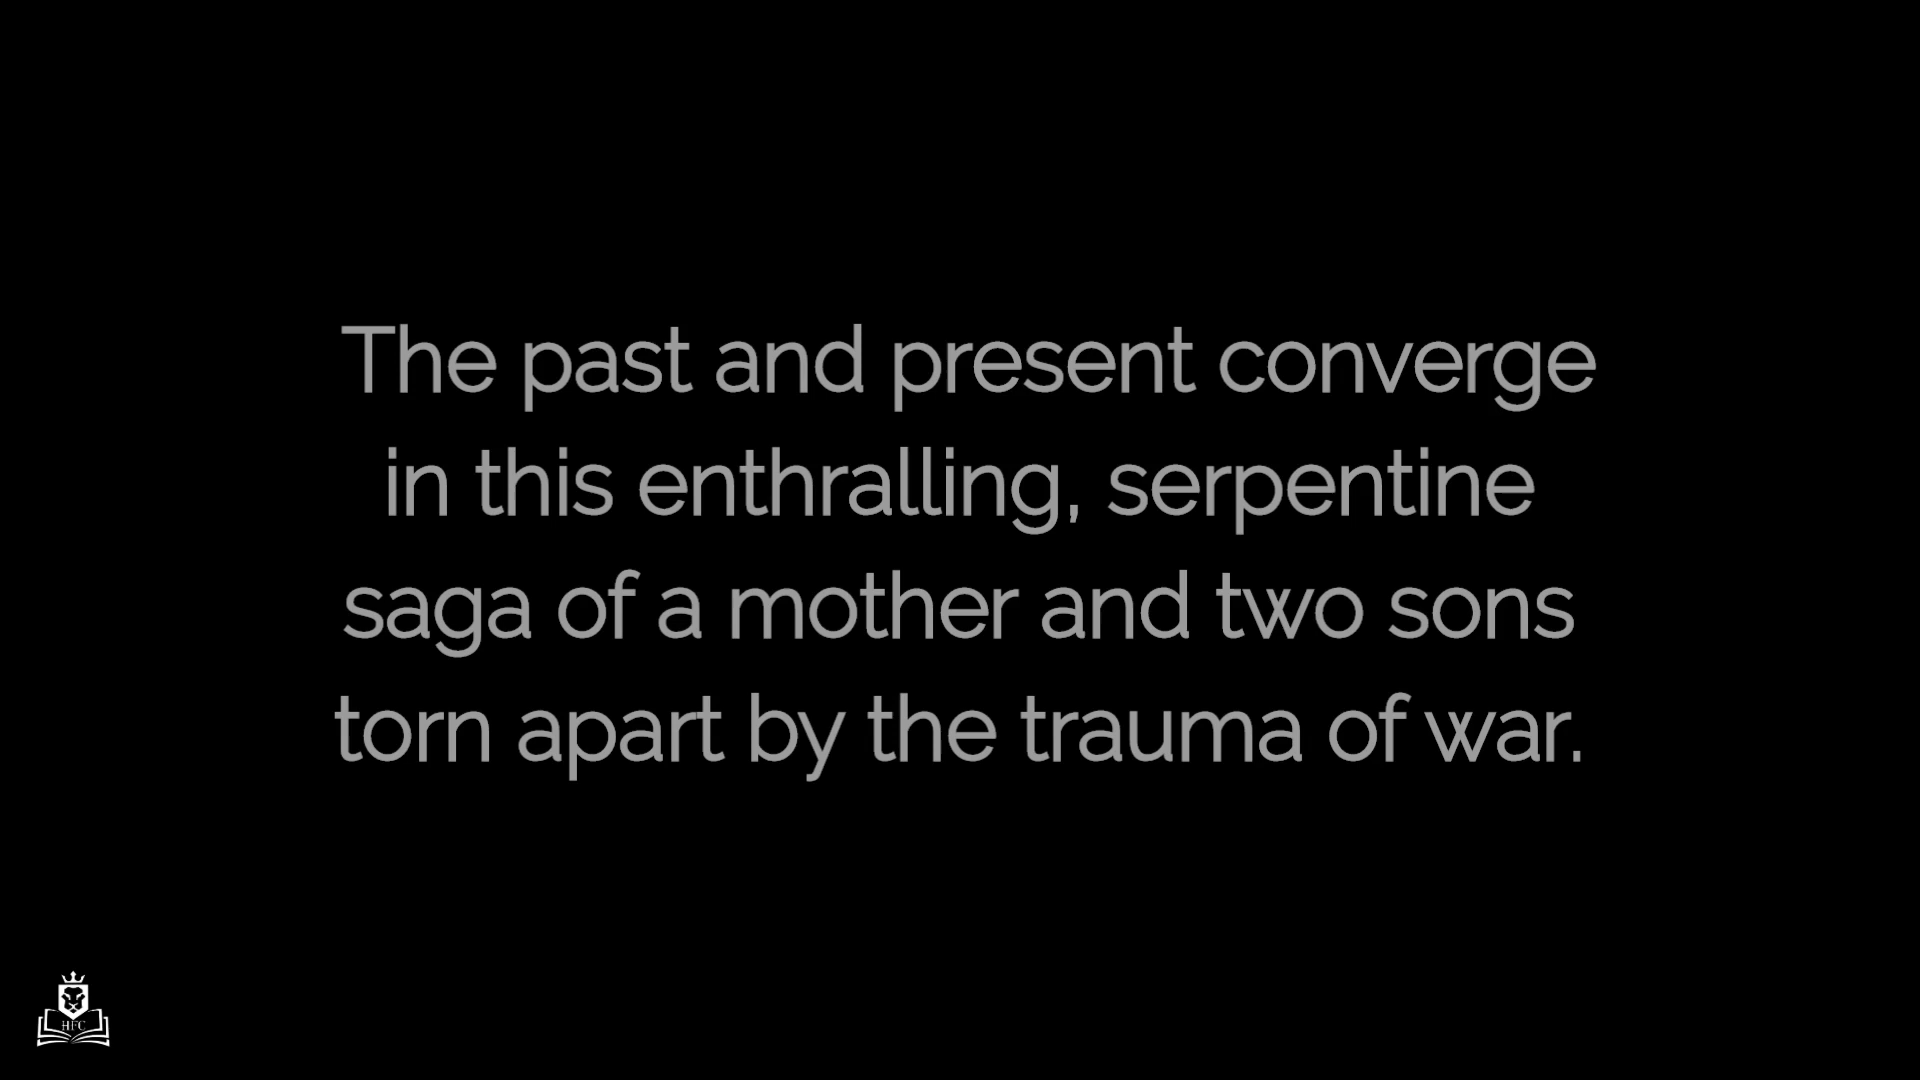 The past and present converge
in this enthralling, serpentine
saga of a mother and two sons
torn apart by the trauma of war.
HFC